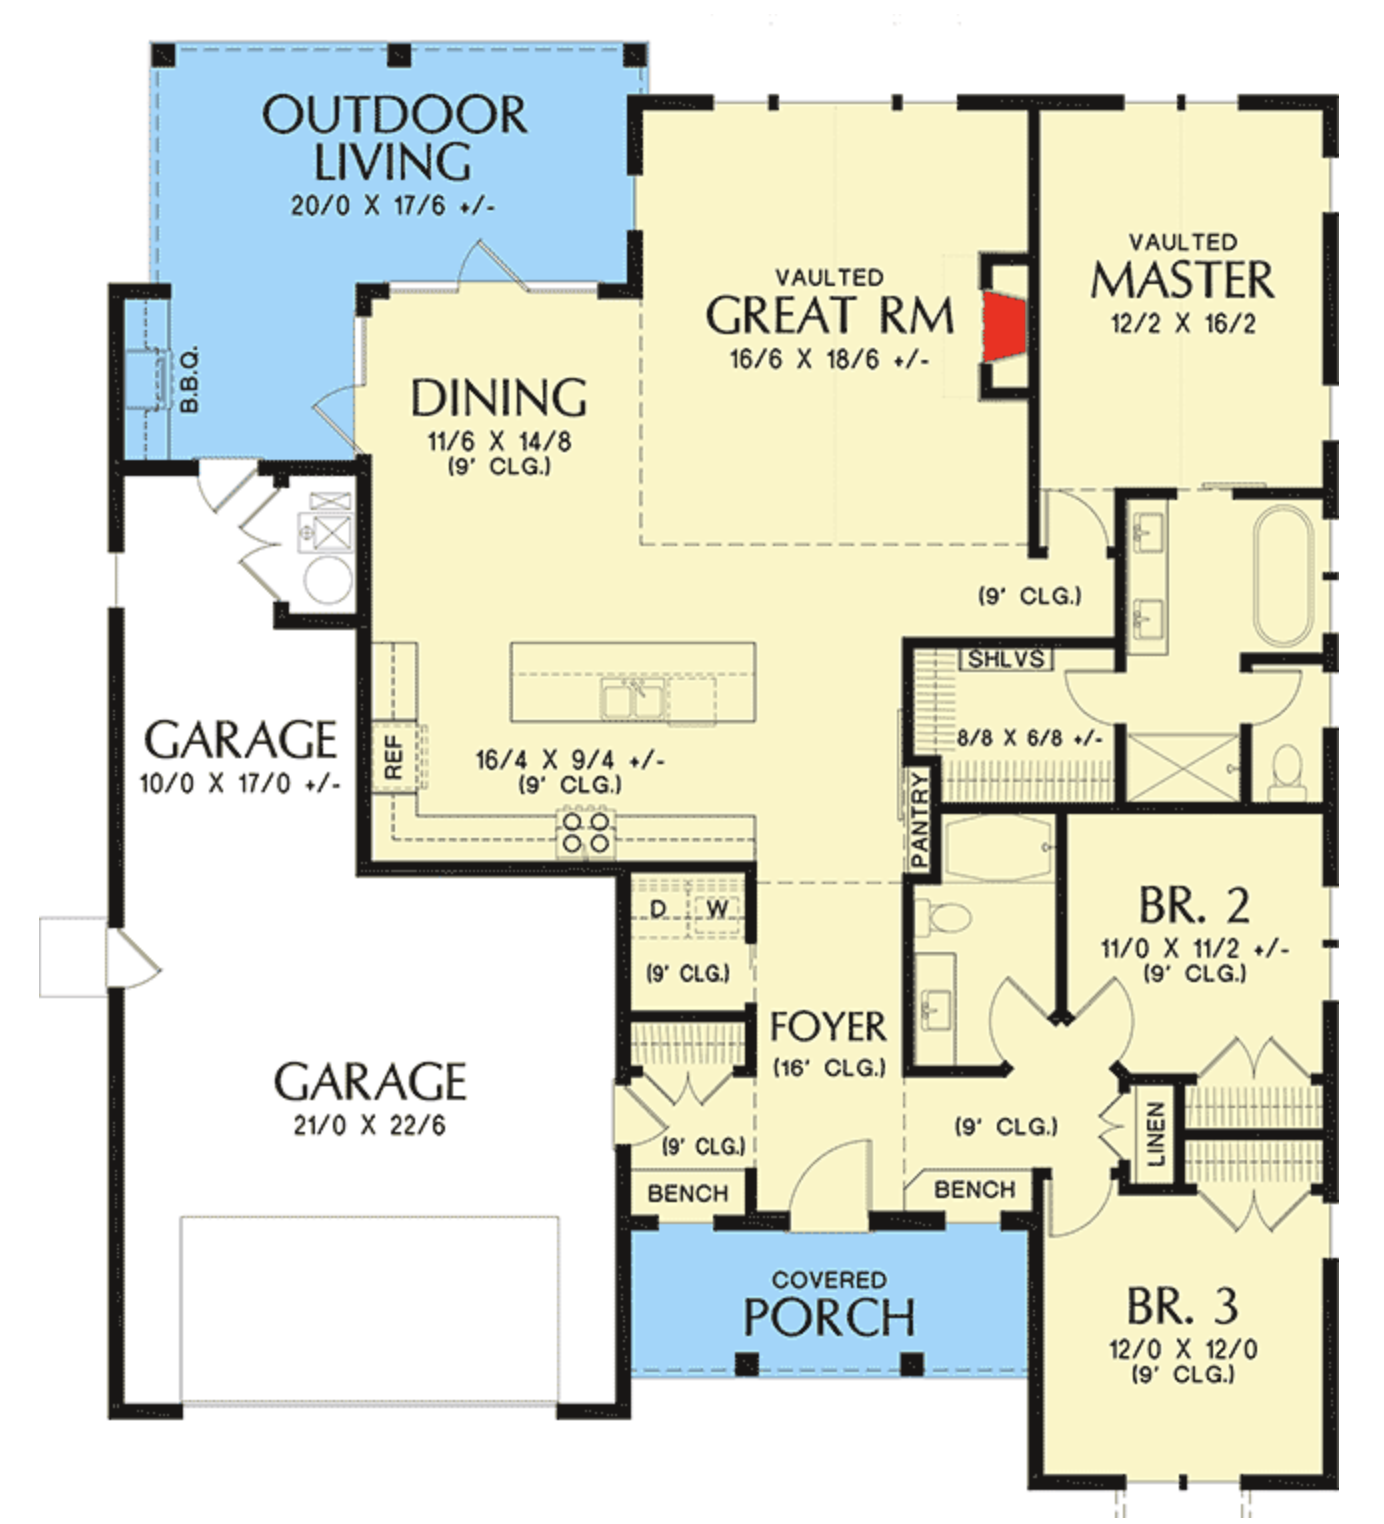 OUTDOOR
LIVING
20/0 X 17/6 +/-
B.B.Q.
VAULTED
GREAT RM
16/6 X 18/6 +/-
VAULTED
MASTER
12/2 X 16/2
DINING
11/6 X 14/8
(9' CLG.)
(9' CLG.)
SHLVS
8/8 X 6/8 +/-
GARAGE
10/0 X 17/0 +/-
REF
16/4 X 9/4 +/-
(9' CLG.)
PANTRY
D W
(9' CLG.)
BR. 2
11/0 X 11/2 +/-
(9' CLG.)
FOYER
(16' CLG.)
GARAGE
21/0 X 22/6
(9' CLG.)
BENCH
(9' CLG.)
BENCH
LINEN
COVERED
PORCH
BR. 3
12/0 X 12/0
(9' CLG.)